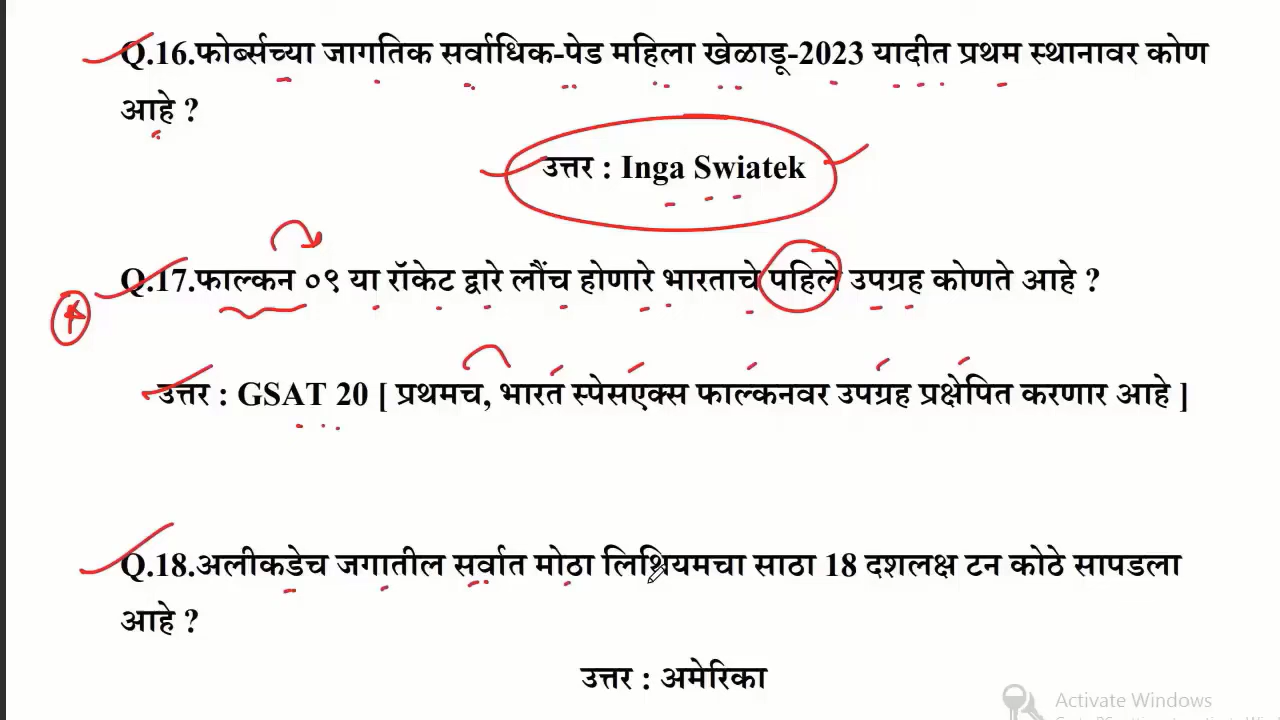 Q.16.फोर्ब्सच्या जागतिक सर्वाधिक-पेड महिला खेळाडू-2023 यादीत प्रथम स्थानावर कोण
आहे ?
उत्तर : Inga Swiatek
Q.17.फाल्कन ०९ या रॉकेट द्वारे लौंच होणारे भारताचे पहिले उपग्रह कोणते आहे ?
उत्तर : GSAT 20 [ प्रथमच, भारत स्पेसएक्स फाल्कनवर उपग्रह प्रक्षेपित करणार आहे ]
Q.18.अलीकडेच जगातील सर्वात मोठा लिथियमचा साठा 18 दशलक्ष टन कोठे सापडला
आहे ?
उत्तर : अमेरिका
Activate Windows